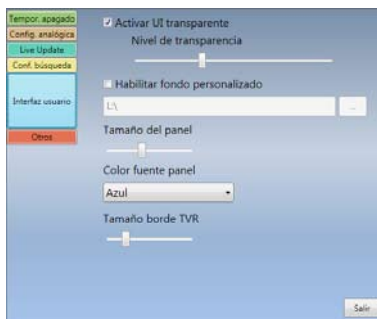 Tempor. apagado
Config. analógica
Live Update
Conf. búsqueda
Interfaz usuario
Otros
Activar UI transparente
Nivel de transparencia
Habilitar fondo personalizado
L:\
...
Tamaño del panel
Color fuente panel
Azul
Tamaño borde TVR
Salir